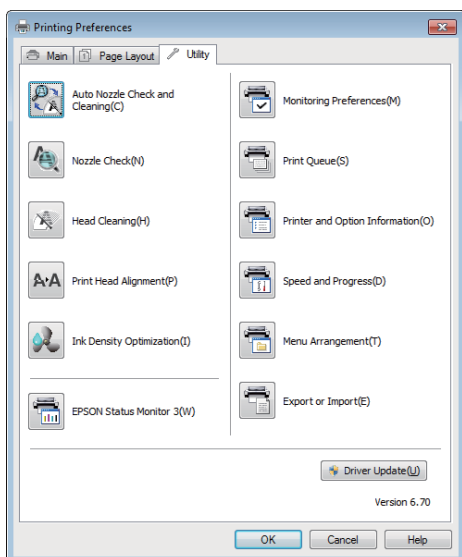 Printing Preferences
Main
Page Layout
Utility
Auto Nozzle Check and
Cleaning(C)
Nozzle Check(N)
Head Cleaning(H)
Print Head Alignment(P)
Ink Density Optimization(I)
EPSON Status Monitor 3(W)
Monitoring Preferences(M)
Print Queue(S)
Printer and Option Information(O)
Speed and Progress(D)
Menu Arrangement(T)
Export or Import(E)
Driver Update(U)
Version 6.70
OK
Cancel
Help